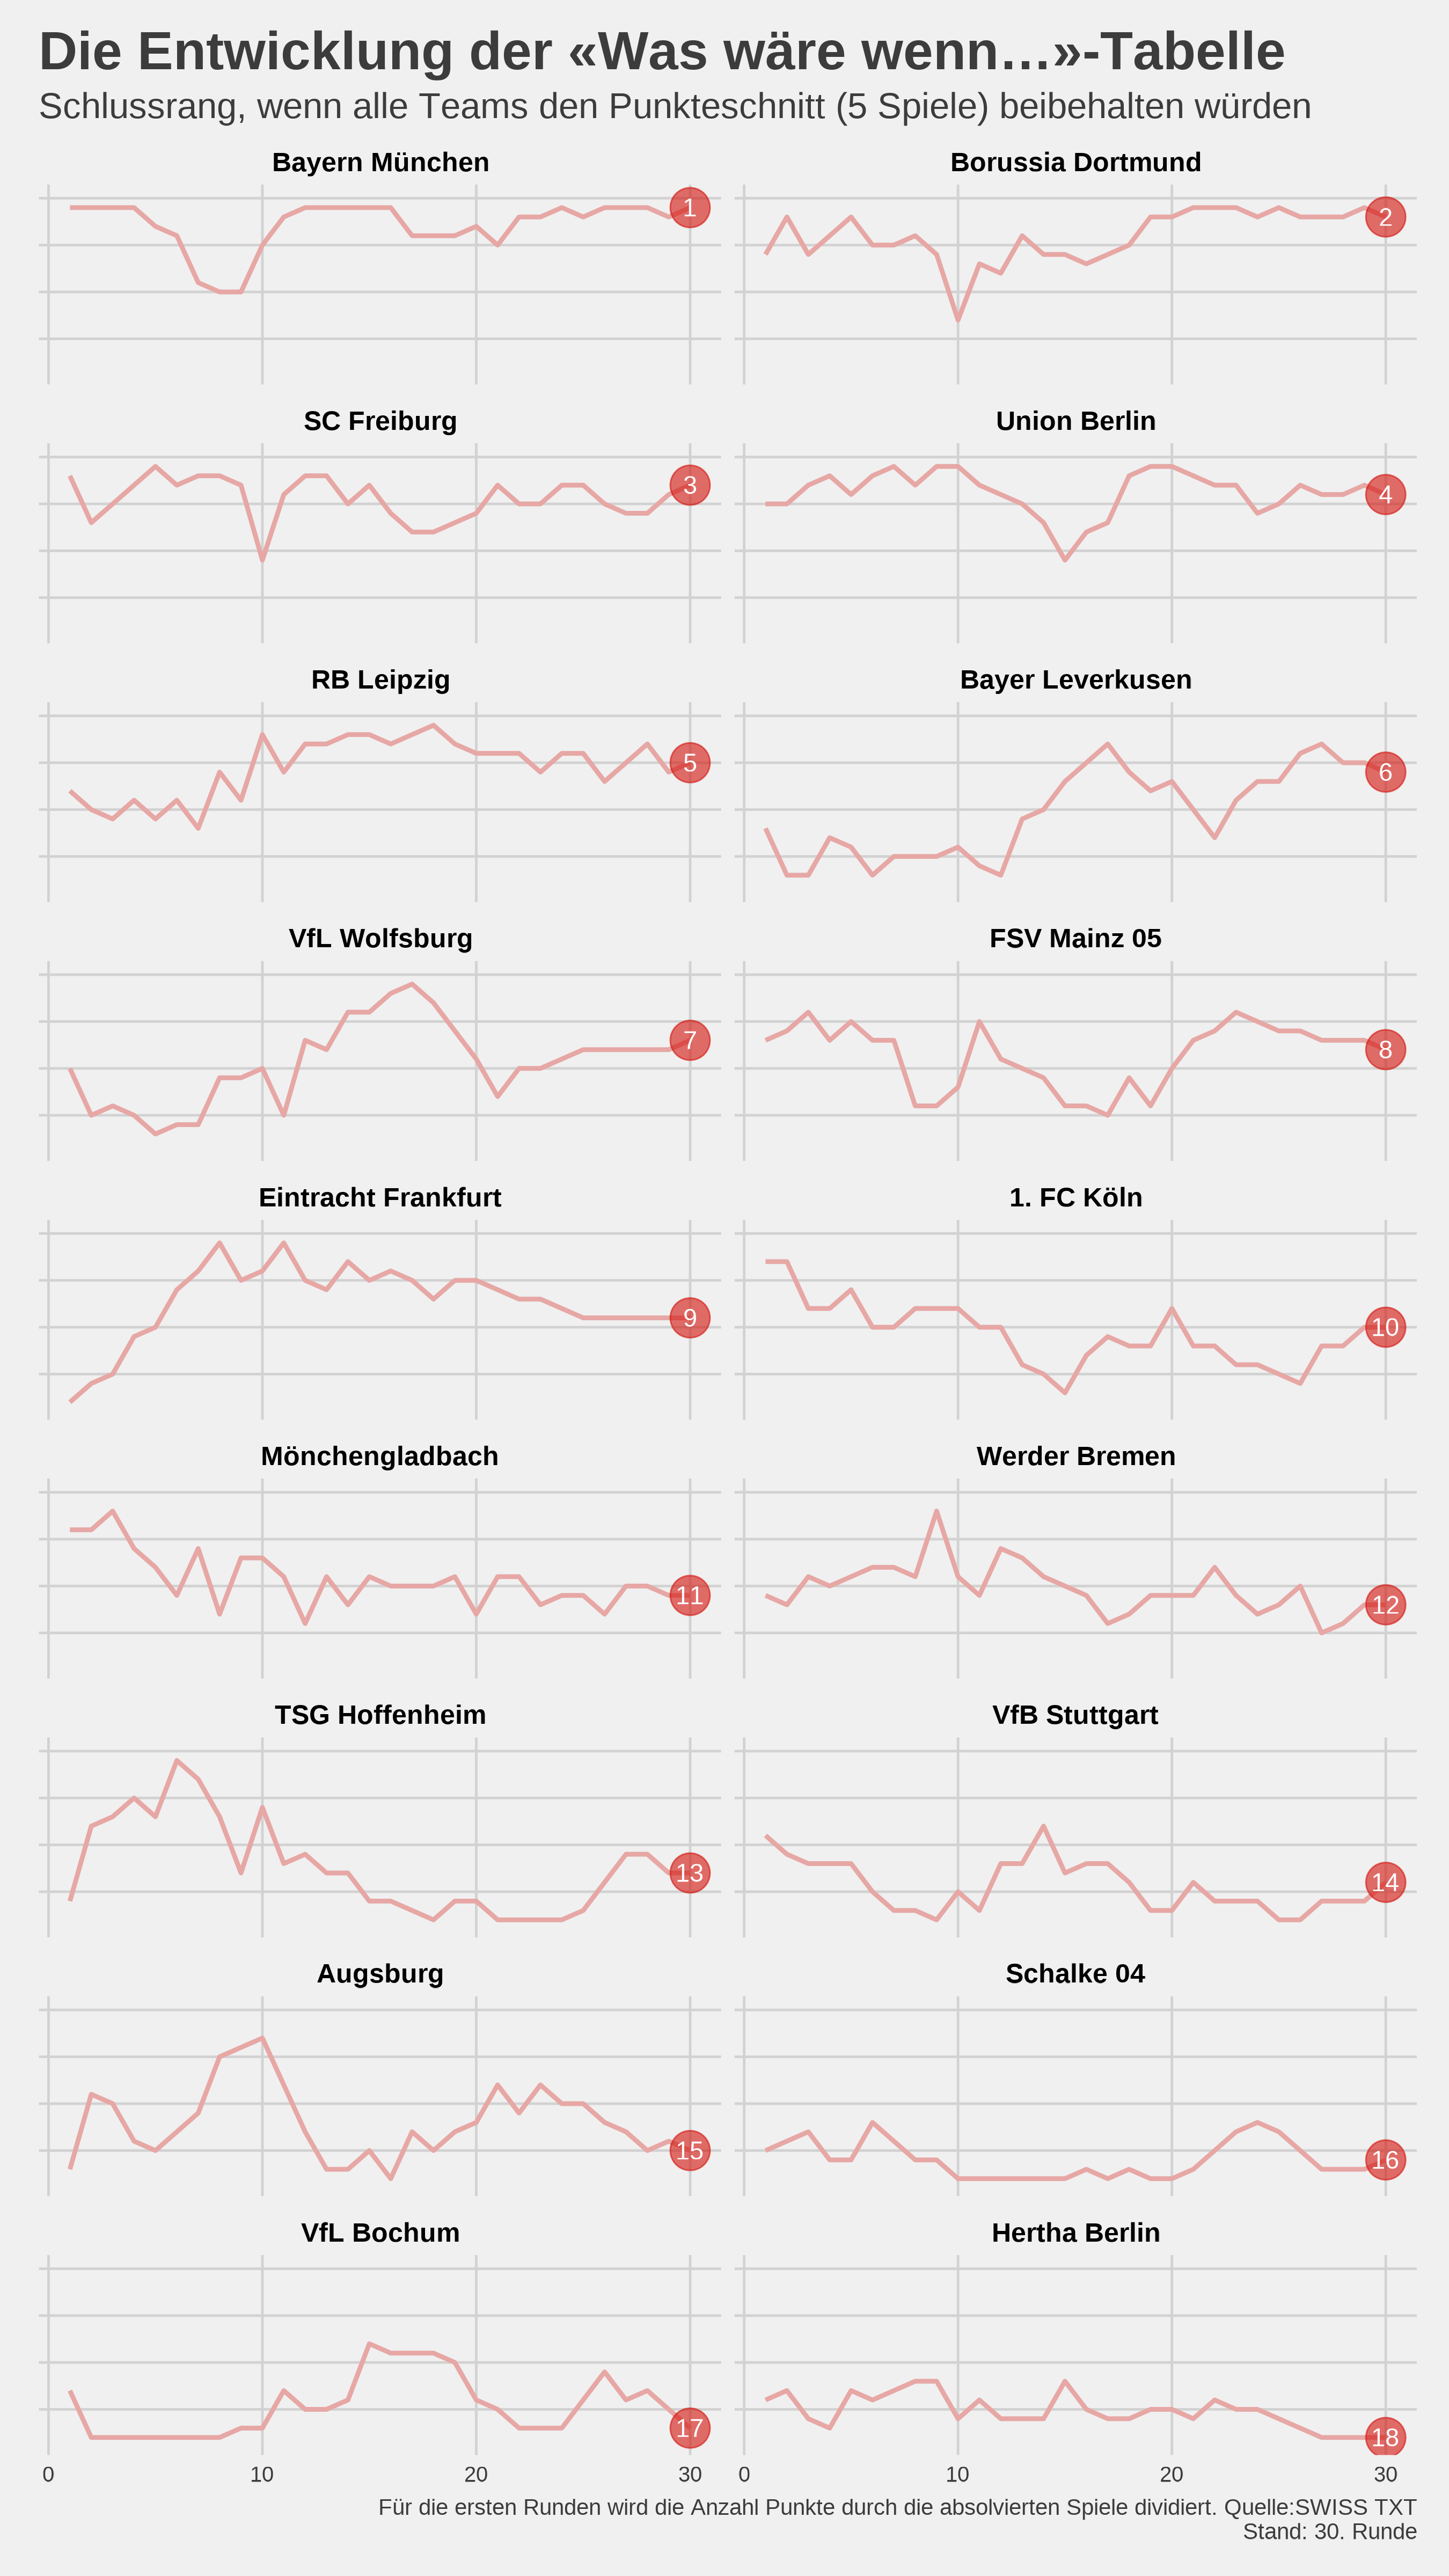 Die Entwicklung der «Was wäre wenn…»-Tabelle
Schlussrang, wenn alle Teams den Punkteschnitt (5 Spiele) beibehalten würden
Bayern München
1
Borussia Dortmund
2
SC Freiburg
3
Union Berlin
4
RB Leipzig
5
Bayer Leverkusen
6
VfL Wolfsburg
7
FSV Mainz 05
8
Eintracht Frankfurt
9
1. FC Köln
10
Mönchengladbach
11
Werder Bremen
12
TSG Hoffenheim
13
VfB Stuttgart
14
Augsburg
15
Schalke 04
16
VfL Bochum
17
Hertha Berlin
18
0 10 20 30 0 10 20 30
Für die ersten Runden wird die Anzahl Punkte durch die absolvierten Spiele dividiert. Quelle:SWISS TXT
Stand: 30. Runde